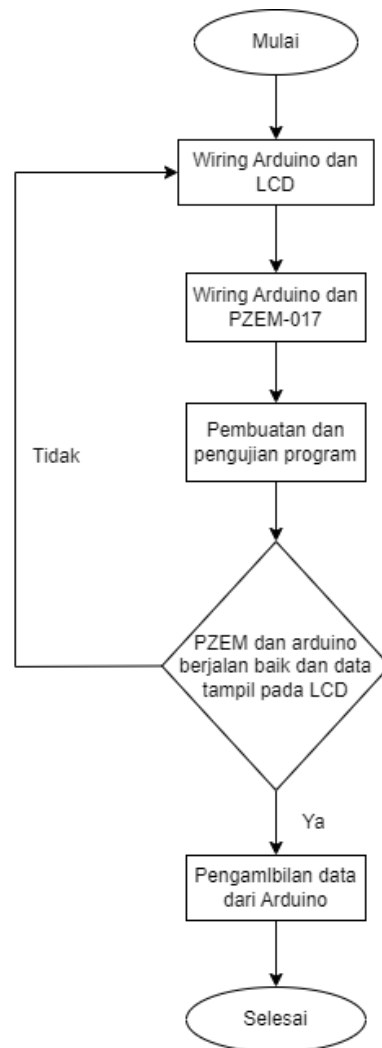 Mulai
Wiring Arduino dan
LCD
Wiring Arduino dan
PZEM-017
Pembuatan dan
pengujian program
Tidak
PZEM dan arduino
berjalan baik dan data
tampil pada LCD
Ya
Pengamlbilan data
dari Arduino
Selesai